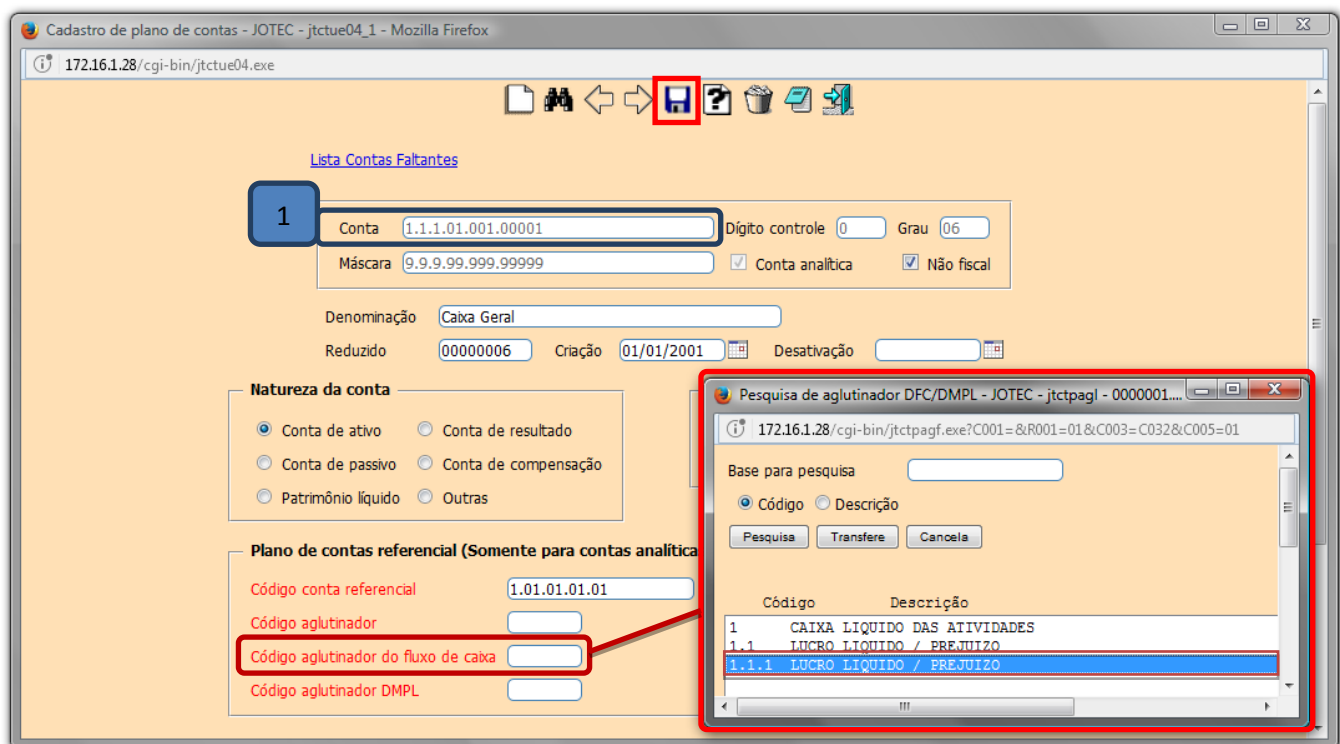 Cadastro de plano de contas - JOTEC - jtctue04_1 - Mozilla Firefox
172.16.1.28/cgi-bin/jtctue04.exe
Lista Contas Faltantes
1
Conta 1.1.1.01.001.00001 Dígito controle 0 Grau 06
Máscara 9.9.9.99.999.99999 Conta analítica Não fiscal
Denominação Caixa Geral
Reduzido 00000006 Criação 01/01/2001 Desativação
Natureza da conta
Conta de ativo Conta de resultado
Conta de passivo Conta de compensação
Patrimônio líquido Outras
Plano de contas referencial (Somente para contas analítica
Código conta referencial 1.01.01.01.01
Código aglutinador
Código aglutinador do fluxo de caixa
Código aglutinador DMPL
Pesquisa de aglutinador DFC/DMPL - JOTEC - jtctpagl - 0000001....
172.16.1.28/cgi-bin/jtctpagf.exe?C001=&R001=01&C003=C032&C005=01
Base para pesquisa
Código Descrição
Pesquisa Transfere Cancela
Código Descrição
1 CAIXA LIQUIDO DAS ATIVIDADES
1.1 LUCRO LIQUIDO / PREJUIZO
1.1.1 LUCRO LIQUIDO / PREJUIZO